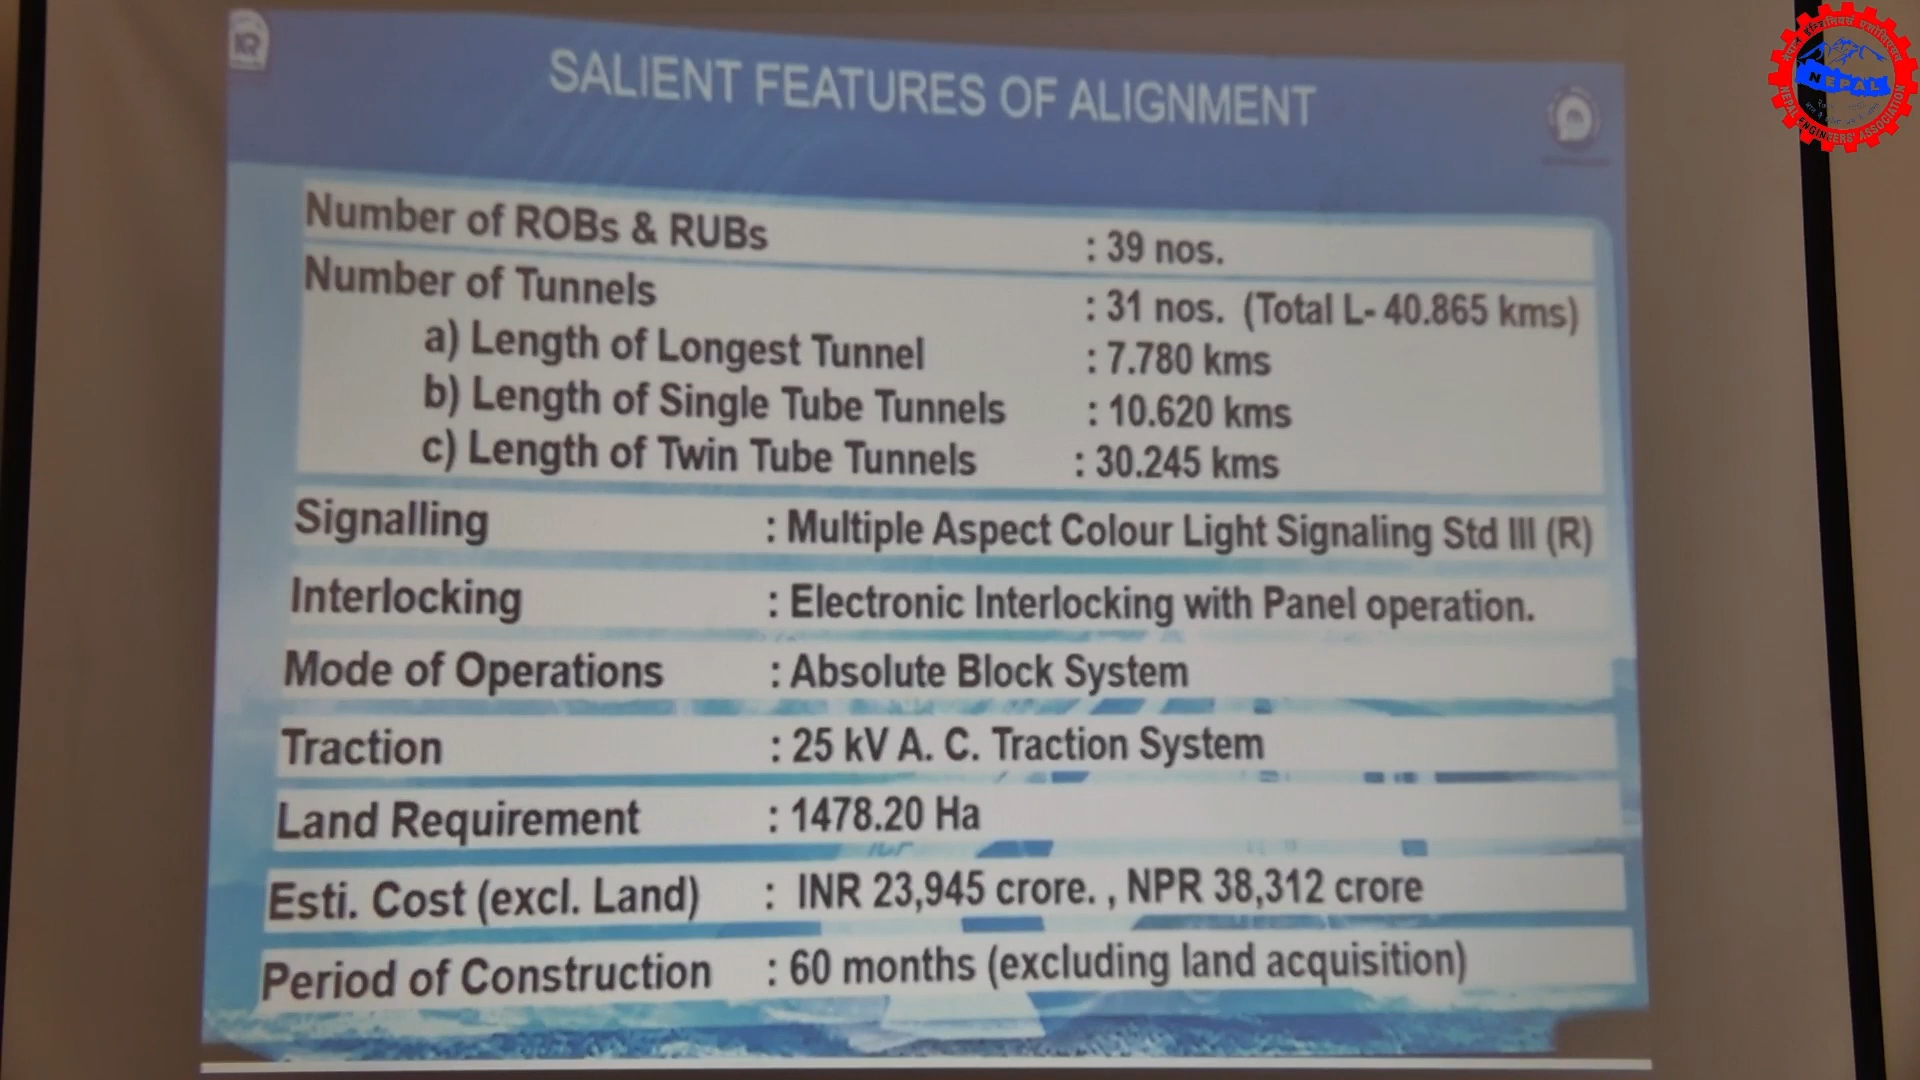 SALIENT FEATURES OF ALIGNMENT
Number of ROBs & RUBs : 39 nos.
Number of Tunnels : 31 nos. (Total L- 40.865 kms)
a) Length of Longest Tunnel : 7.780 kms
b) Length of Single Tube Tunnels : 10.620 kms
c) Length of Twin Tube Tunnels : 30.245 kms
Signalling : Multiple Aspect Colour Light Signaling Std III (R)
Interlocking : Electronic Interlocking with Panel operation.
Mode of Operations : Absolute Block System
Traction : 25 kV A. C. Traction System
Land Requirement : 1478.20 Ha
Esti. Cost (excl. Land) : INR 23,945 crore. , NPR 38,312 crore
Period of Construction : 60 months (excluding land acquisition)
NEPAL
NEPAL ENGINEERS' ASSOCIATION